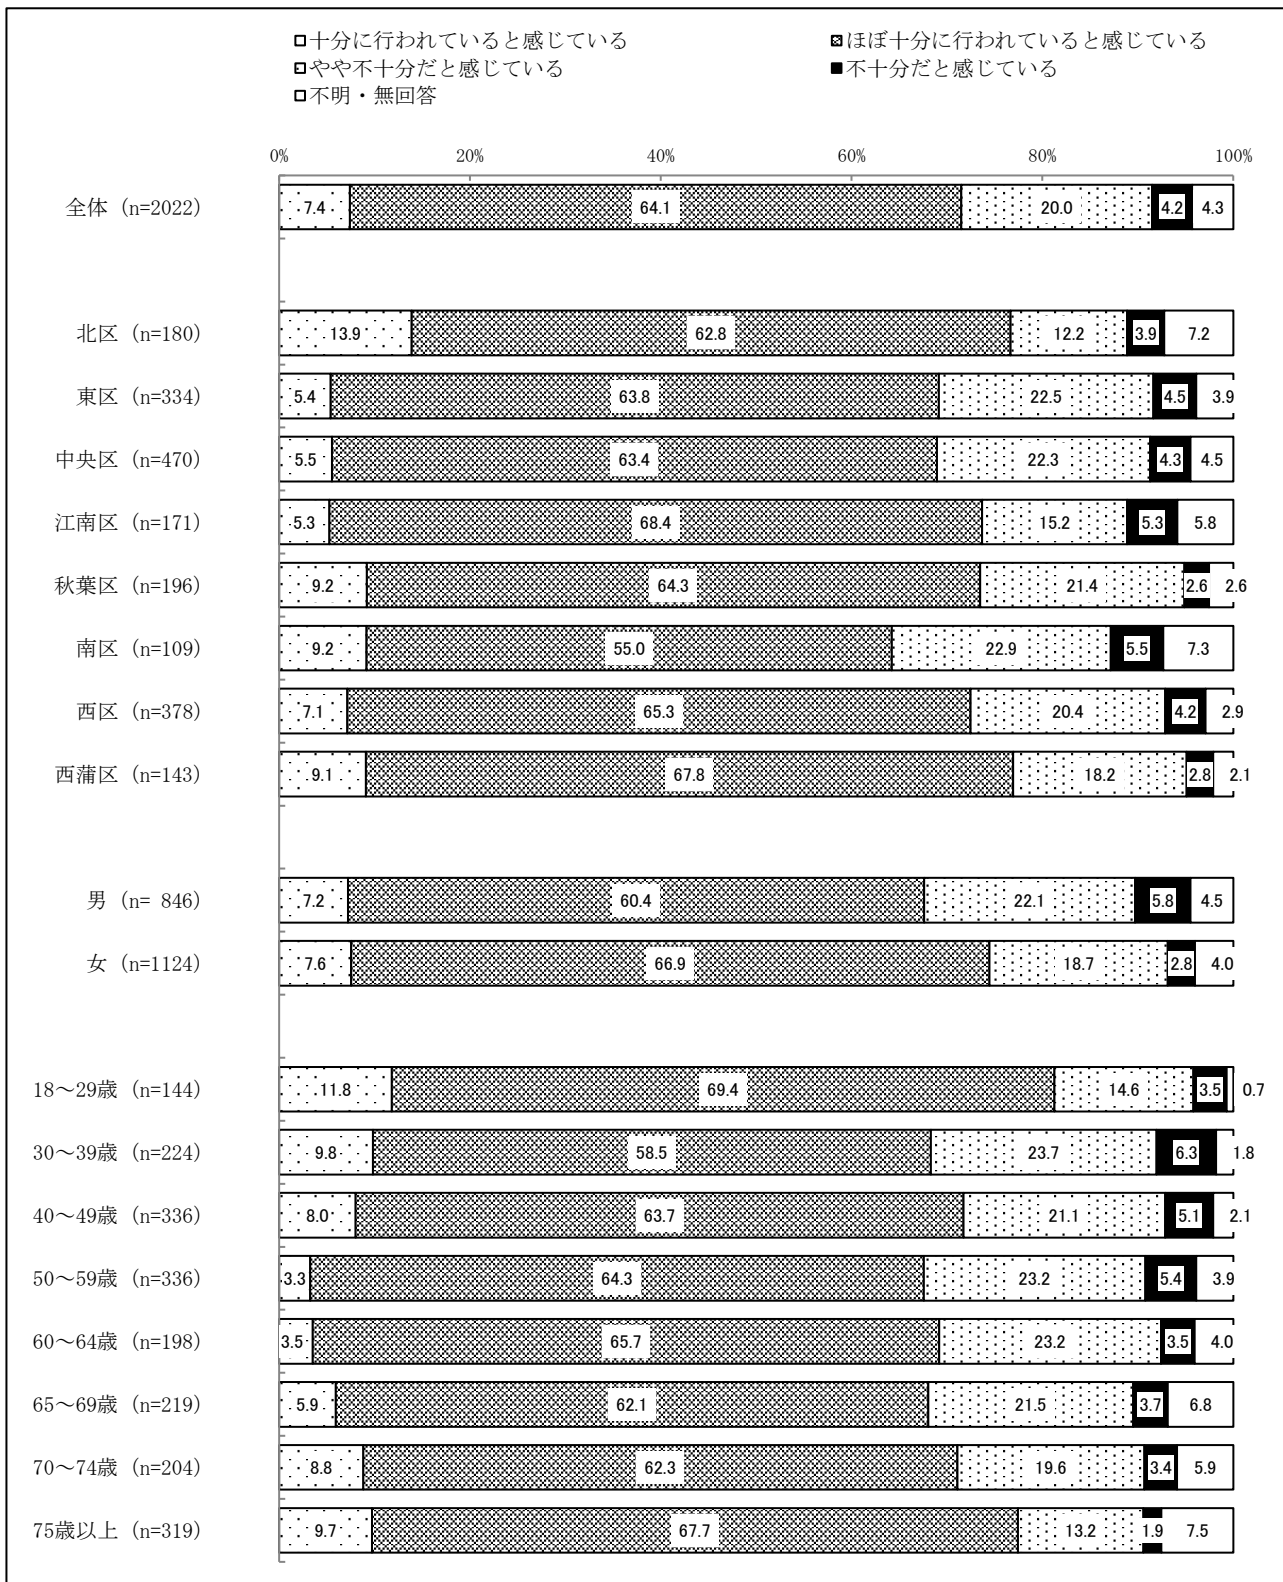 □十分に行われていると感じている ▩ほぼ十分に行われていると感じている
□やや不十分だと感じている ■不十分だと感じている
□不明・無回答
0% 20% 40% 60% 80% 100%
全体 (n=2022) 7.4 64.1 20.0 4.2 4.3
北区 (n=180) 13.9 62.8 12.2 3.9 7.2
東区 (n=334) 5.4 63.8 22.5 4.5 3.9
中央区 (n=470) 5.5 63.4 22.3 4.3 4.5
江南区 (n=171) 5.3 68.4 15.2 5.3 5.8
秋葉区 (n=196) 9.2 64.3 21.4 2.6 2.6
南区 (n=109) 9.2 55.0 22.9 5.5 7.3
西区 (n=378) 7.1 65.3 20.4 4.2 2.9
西蒲区 (n=143) 9.1 67.8 18.2 2.8 2.1
男 (n= 846) 7.2 60.4 22.1 5.8 4.5
女 (n=1124) 7.6 66.9 18.7 2.8 4.0
18～29歳 (n=144) 11.8 69.4 14.6 3.5 0.7
30～39歳 (n=224) 9.8 58.5 23.7 6.3 1.8
40～49歳 (n=336) 8.0 63.7 21.1 5.1 2.1
50～59歳 (n=336) 3.3 64.3 23.2 5.4 3.9
60～64歳 (n=198) 3.5 65.7 23.2 3.5 4.0
65～69歳 (n=219) 5.9 62.1 21.5 3.7 6.8
70～74歳 (n=204) 8.8 62.3 19.6 3.4 5.9
75歳以上 (n=319) 9.7 67.7 13.2 1.9 7.5